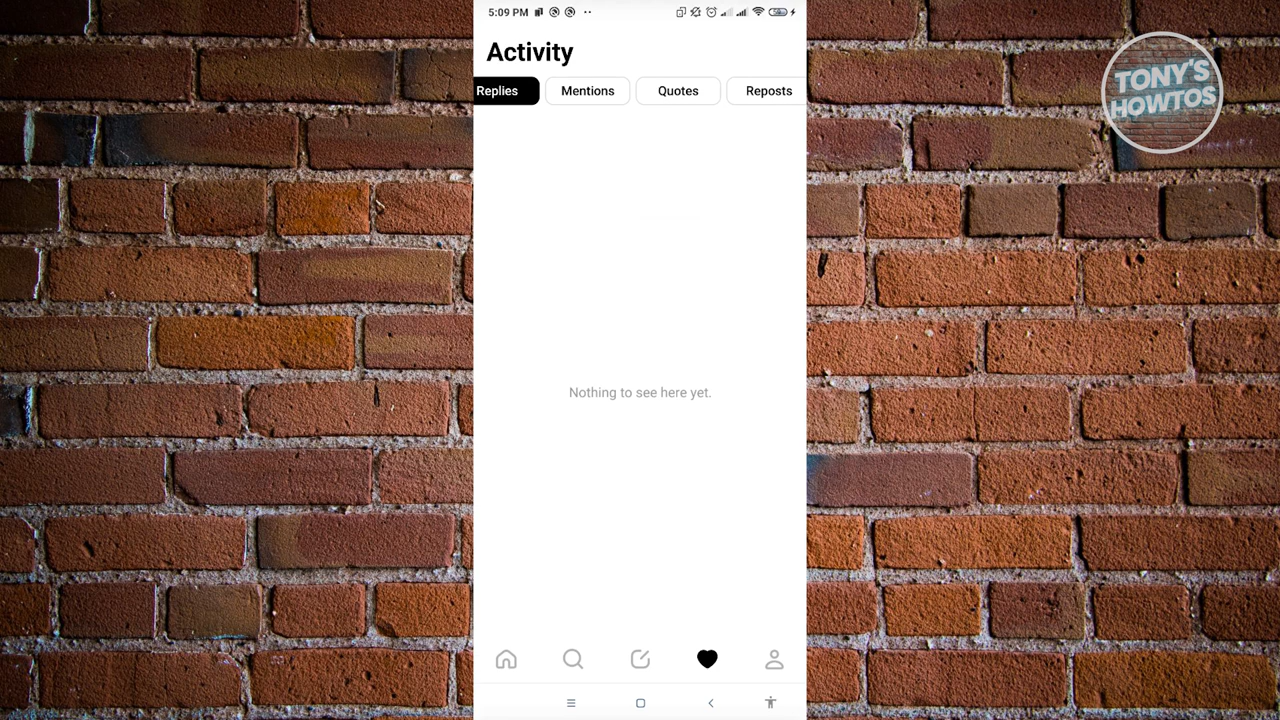 5:09 PM
Activity
Replies Mentions Quotes Reposts
Nothing to see here yet.
TONY'S
HOWTOS